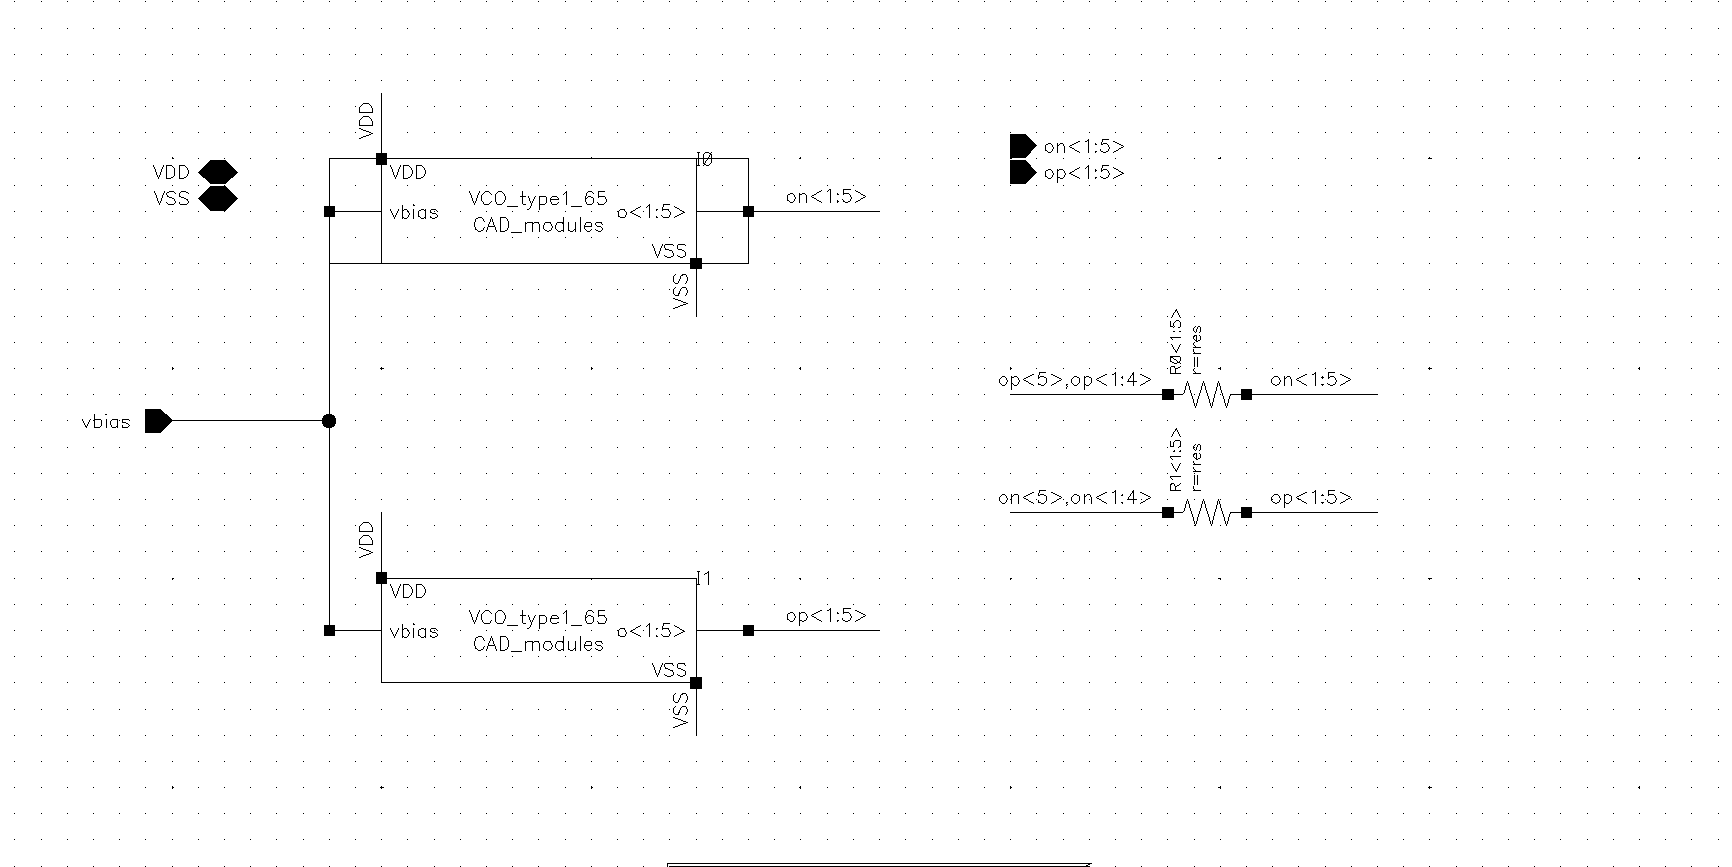 VDD
VSS
vbias
VDD
I0
VDD
vbias
VCO_type1_65
CAD_modules
o<1:5>
VSS
VSS
on<1:5>
VDD
I1
VDD
vbias
VCO_type1_65
CAD_modules
o<1:5>
VSS
VSS
op<1:5>
on<1:5>
op<1:5>
op<5>,op<1:4>
R0<1:5>
r=rres
on<1:5>
on<5>,on<1:4>
R1<1:5>
r=rres
op<1:5>